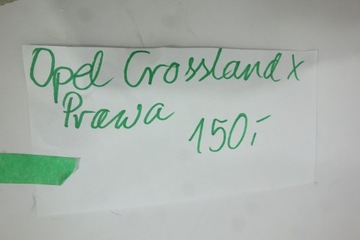 Opel Crossland X
Prawa
150,-